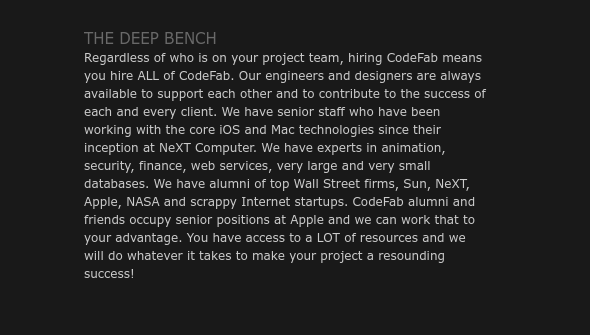 THE DEEP BENCH
Regardless of who is on your project team, hiring CodeFab means
you hire ALL of CodeFab. Our engineers and designers are always
available to support each other and to contribute to the success of
each and every client. We have senior staff who have been
working with the core iOS and Mac technologies since their
inception at NeXT Computer. We have experts in animation,
security, finance, web services, very large and very small
databases. We have alumni of top Wall Street firms, Sun, NeXT,
Apple, NASA and scrappy Internet startups. CodeFab alumni and
friends occupy senior positions at Apple and we can work that to
your advantage. You have access to a LOT of resources and we
will do whatever it takes to make your project a resounding
success!